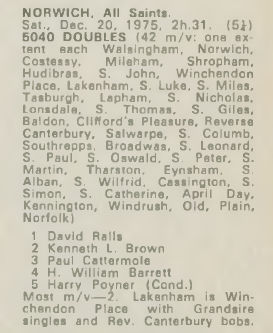 NORWICH, All Saints.
Sat., Dec. 20, 1975, 2h.31. (5½)
5040 DOUBLES (42 m/v: one ex-
tent each Walsingham, Norwich,
Costessy, Mileham, Shropham,
Hudibras, S. John, Winchendon
Place, Lakenham, S. Luke, S. Miles,
Tasburgh, Lapham, S. Nicholas,
Lonsdale, S. Thomas, S. Giles,
Baldon, Clifford's Pleasure, Reverse
Canterbury, Salwarpe, S. Columb,
Southrepps, Broadwas, S. Leonard,
S. Paul, S. Oswald, S. Peter, S.
Martin, Tharston, Eynsham, S.
Alban, S. Wilfrid, Cassington, S.
Simon, S. Catherine, April Day,
Kennington, Windrush, Old, Plain,
Norfolk)
1 David Ralls
2 Kenneth L. Brown
3 Paul Cattermole
4 H. William Barrett
5 Harry Poyner (Cond.)
Most m/v—2. Lakenham is Win-
chendon Place with Grandsire
singles and Rev. Canterbury bobs.